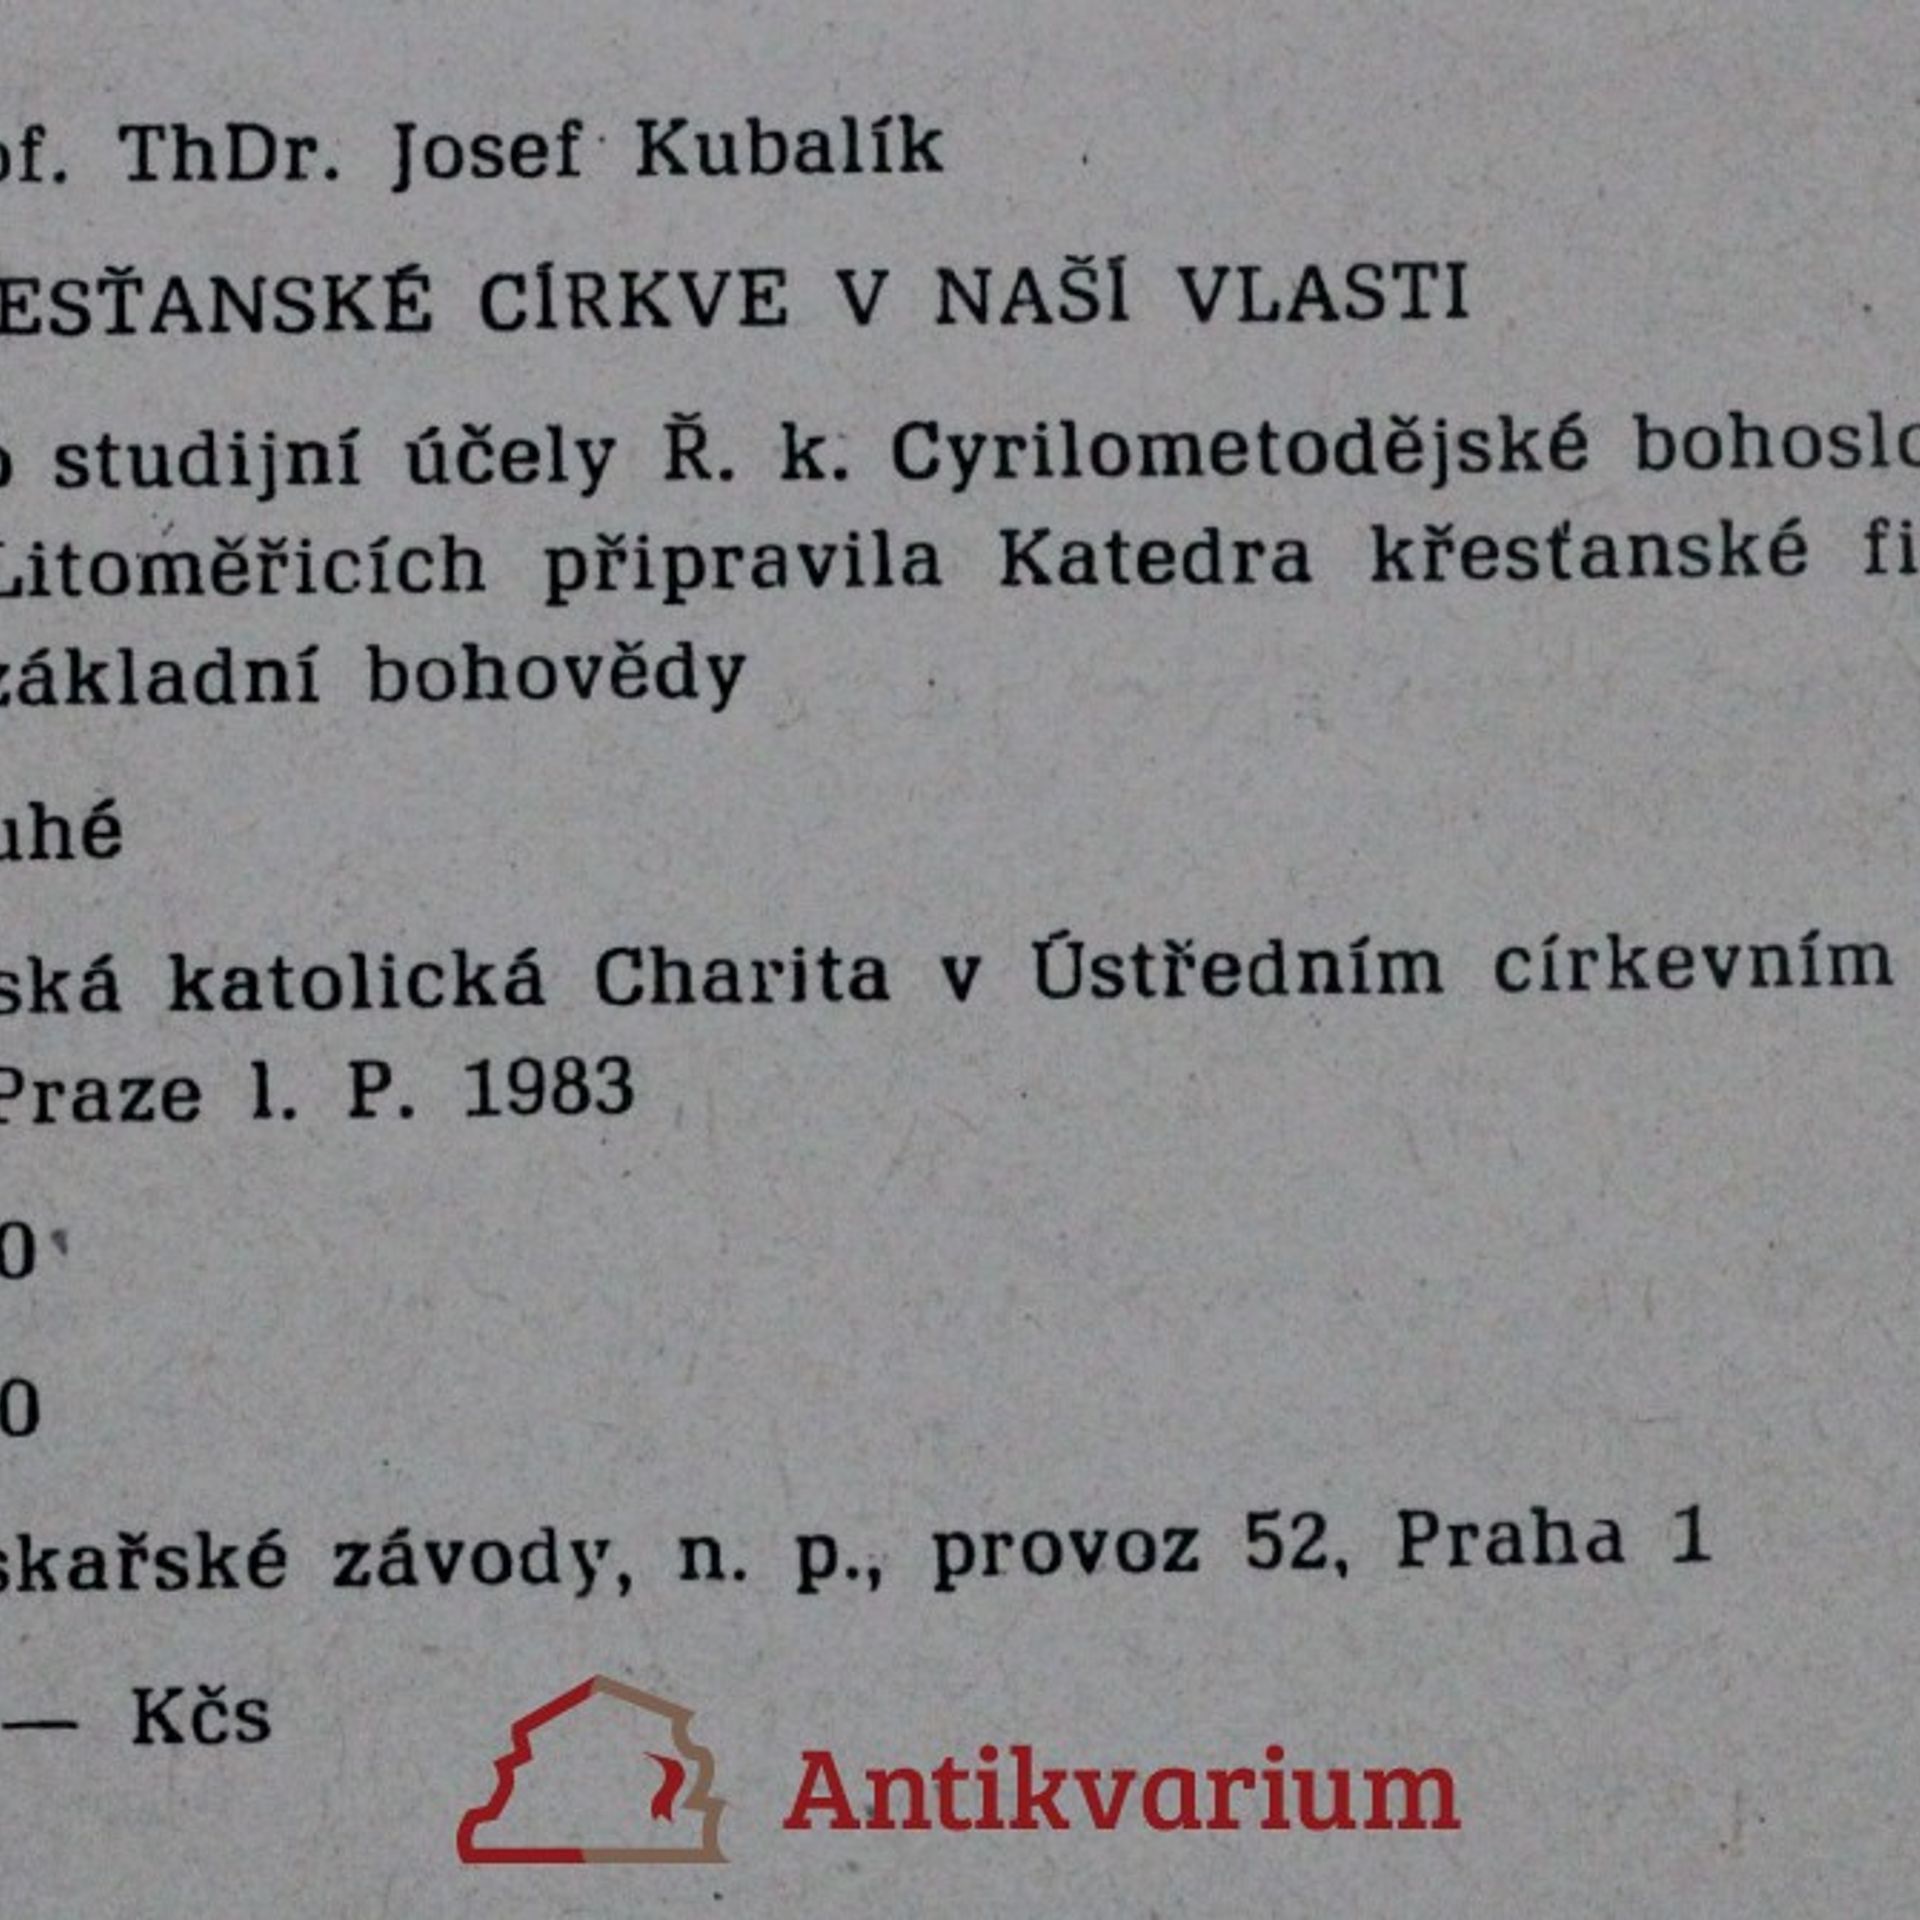 of. ThDr. Josef Kubalík
ESŤANSKÉ CÍRKVE V NAŠÍ VLASTI
o studijní účely Ř. k. Cyrilometodějské bohoslo
Litoměřicích připravila Katedra křesťanské fi
základní bohovědy
uhé
ská katolická Charita v Ústředním církevním
Praze l. P. 1983
0
0
skařské závody, n. p., provoz 52, Praha 1
— Kčs
Antikvarium